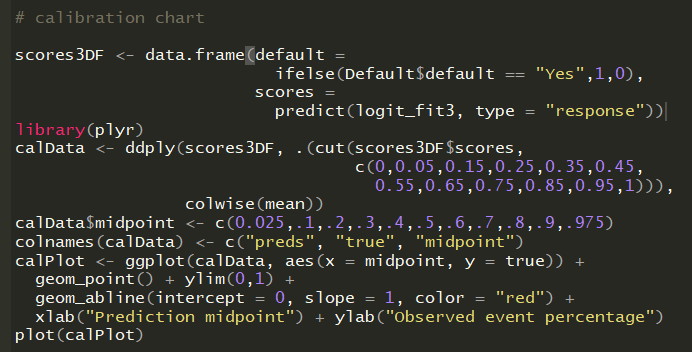 # calibration chart
scores3DF <- data.frame(default =
ifelse(Default$default == "Yes",1,0),
scores =
predict(logit_fit3, type = "response"))
library(plyr)
calData <- ddply(scores3DF, .(cut(scores3DF$scores,
c(0,0.05,0.15,0.25,0.35,0.45,
0.55,0.65,0.75,0.85,0.95,1))),
colwise(mean))
calData$midpoint <- c(0.025,.1,.2,.3,.4,.5,.6,.7,.8,.9,.975)
colnames(calData) <- c("preds", "true", "midpoint")
calPlot <- ggplot(calData, aes(x = midpoint, y = true)) +
geom_point() + ylim(0,1) +
geom_abline(intercept = 0, slope = 1, color = "red") +
xlab("Prediction midpoint") + ylab("Observed event percentage")
plot(calPlot)